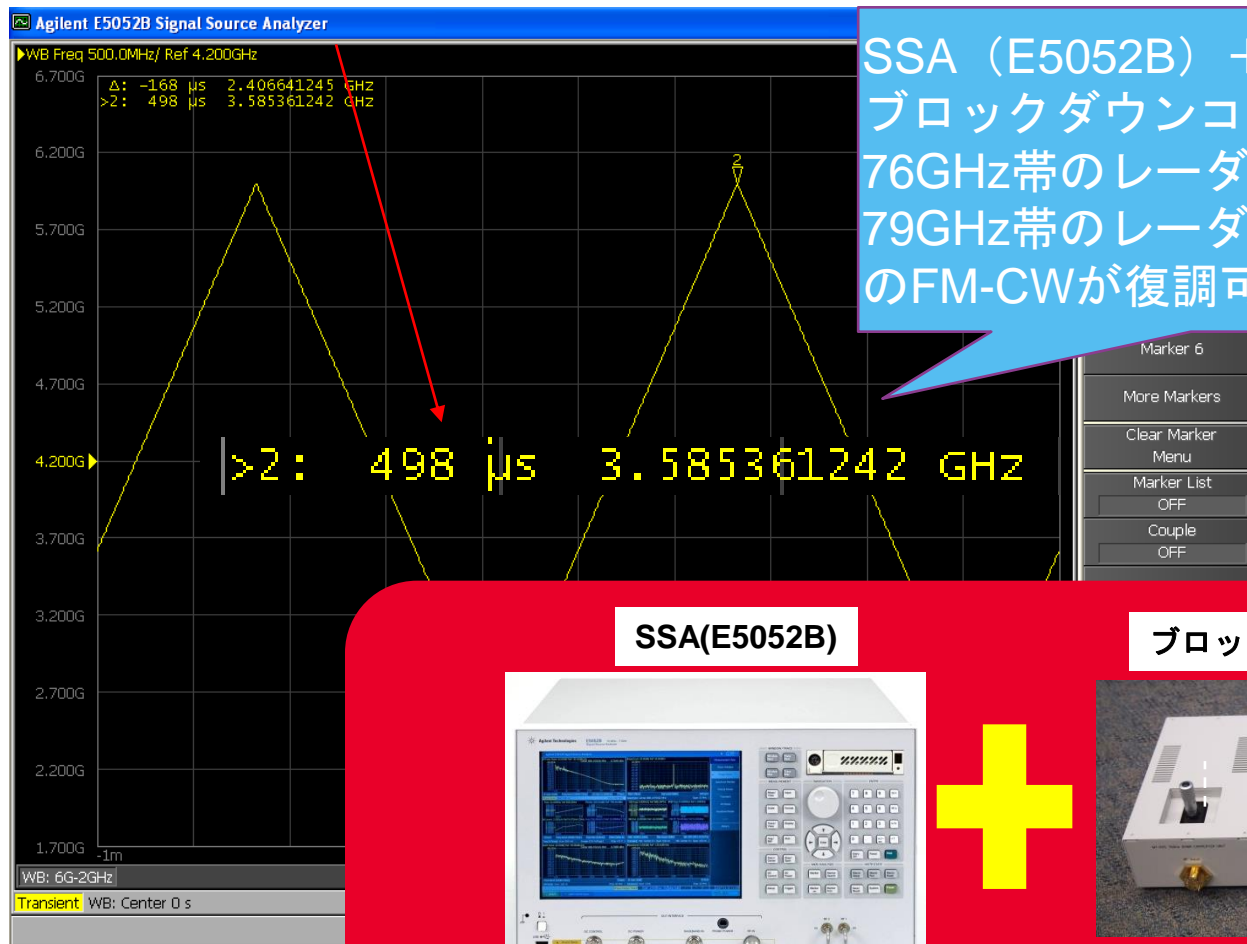 Agilent E5052B Signal Source Analyzer
WB Freq 500.0MHz/ Ref 4.200GHz
6.700G
Δ: -168 µs 2.406641245 GHz
>2: 498 µs 3.585361242 GHz
SSA（E5052B）＋
ブロックダウンコ
76GHz帯のレーダ
79GHz帯のレーダ
のFM-CWが復調可
6.200G
2
5.700G
5.200G
4.700G
4.200G
3.700G
3.200G
2.700G
2.200G
1.700G
-1m
>2: 498 µs 3.585361242 GHz
Marker 6
More Markers
Clear Marker
Menu
Marker List
OFF
Couple
OFF
SSA(E5052B)
ブロッ
Agilent Technologies
WB: 6G-2GHz
Transient WB: Center 0 s